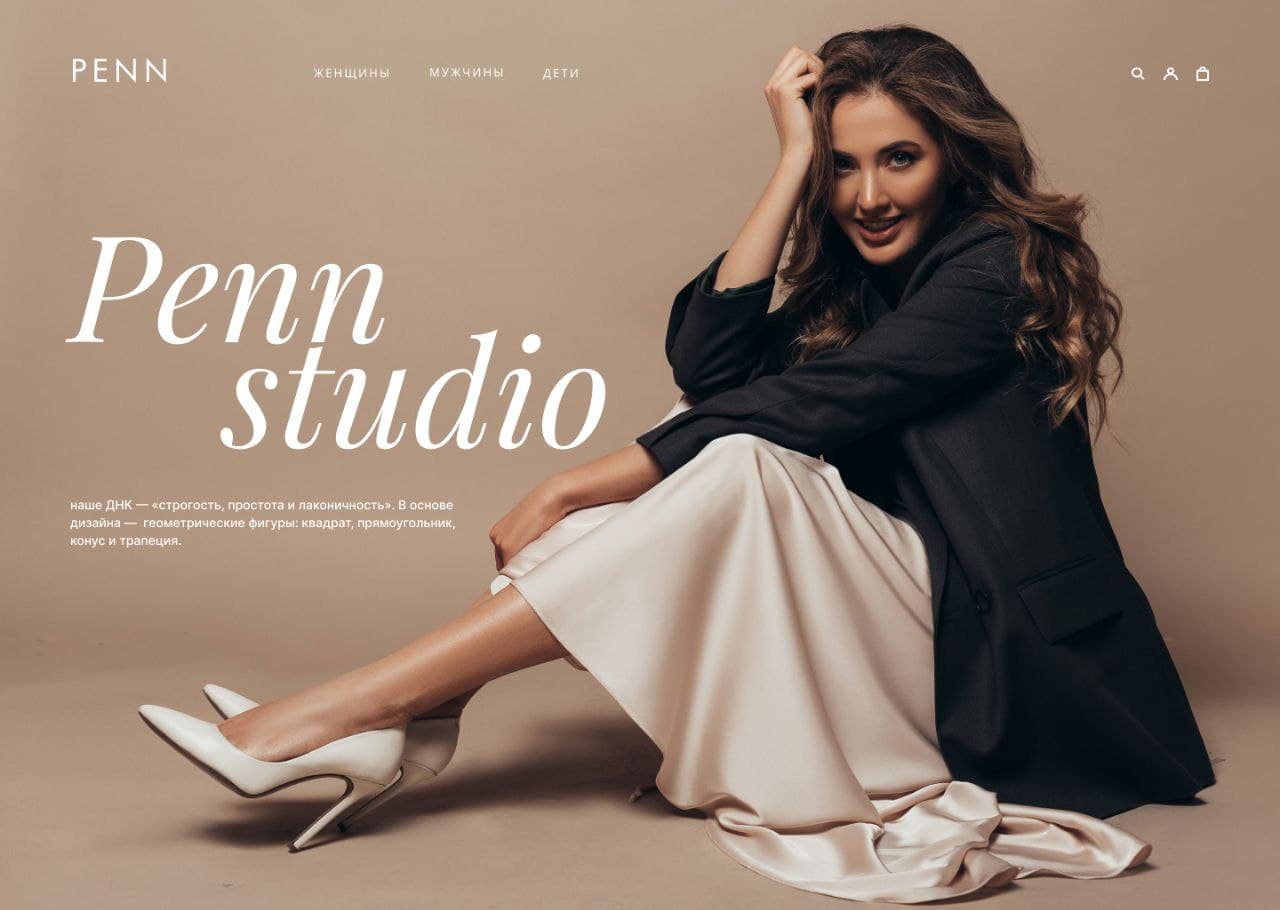 PENN
ЖЕНЩИНЫ МУЖЧИНЫ ДЕТИ
Penn
studio
наше ДНК — «строгость, простота и лаконичность». В основе
дизайна — геометрические фигуры: квадрат, прямоугольник,
конус и трапеция.